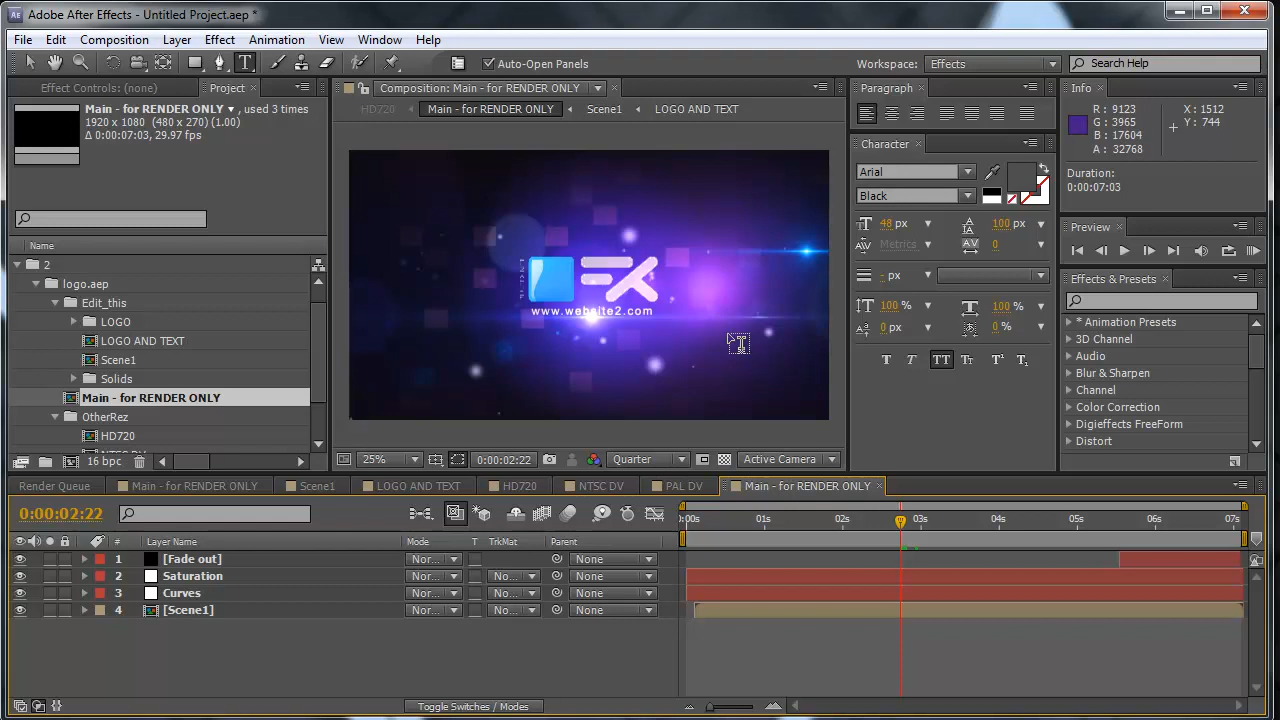 Adobe After Effects - Untitled Project.aep *
File Edit Composition Layer Effect Animation View Window Help
Auto-Open Panels
Workspace: Effects
Search Help
Effect Controls: (none)
Project
Main - for RENDER ONLY ▼, used 3 times
1920 x 1080 (480 x 270) (1.00)
Δ 0:00:07:03, 29.97 fps
Name
2
logo.aep
Edit_this
LOGO
LOGO AND TEXT
Scene1
Solids
Main - for RENDER ONLY
OtherRez
HD720
16 bpc
Composition: Main - for RENDER ONLY
HD720
Main - for RENDER ONLY
Scene1
LOGO AND TEXT
www.website2.com
25%
0:00:02:22
Quarter
Active Camera
Paragraph
Character
Arial
Black
48 px
100 px
Metrics
0
- px
100 %
100 %
0 px
0 %
T T TT Tt T¹ T₁
Info
R : 9123
G : 3965
B : 17604
A : 32768
X : 1512
Y : 744
Duration:
0:00:07:03
Preview
Effects & Presets
* Animation Presets
3D Channel
Audio
Blur & Sharpen
Channel
Color Correction
Digieffects FreeForm
Distort
Render Queue
Main - for RENDER ONLY
Scene1
LOGO AND TEXT
HD720
NTSC DV
PAL DV
Main - for RENDER ONLY
0:00:02:22
:00s 01s 02s 03s 04s 05s 06s 07s
# Layer Name Mode T TrkMat Parent
1 [Fade out] Nor... None
2 Saturation Nor... No... None
3 Curves Nor... No... None
4 [Scene1] Nor... No... None
Toggle Switches / Modes